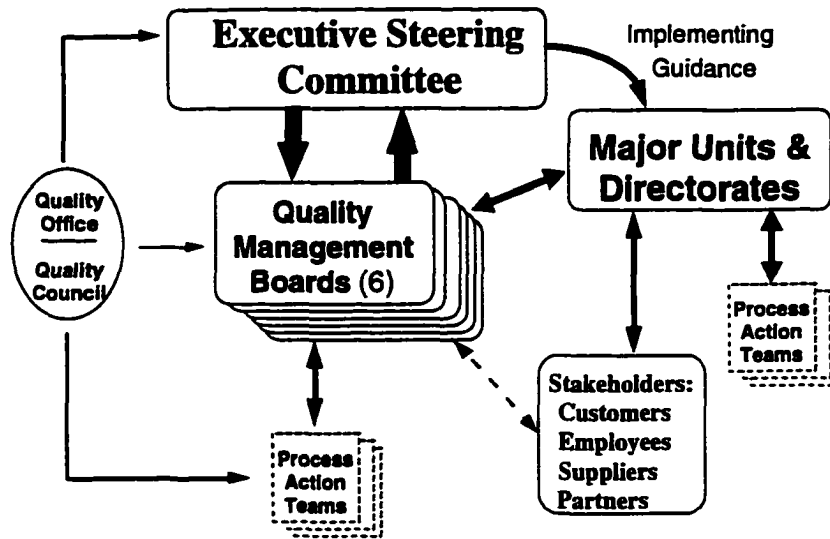 Executive Steering
Committee
Implementing
Guidance
Major Units &
Directorates
Quality
Office
Quality
Council
Quality
Management
Boards (6)
Process
Action
Teams
Stakeholders:
Customers
Employees
Suppliers
Partners
Process
Action
Teams